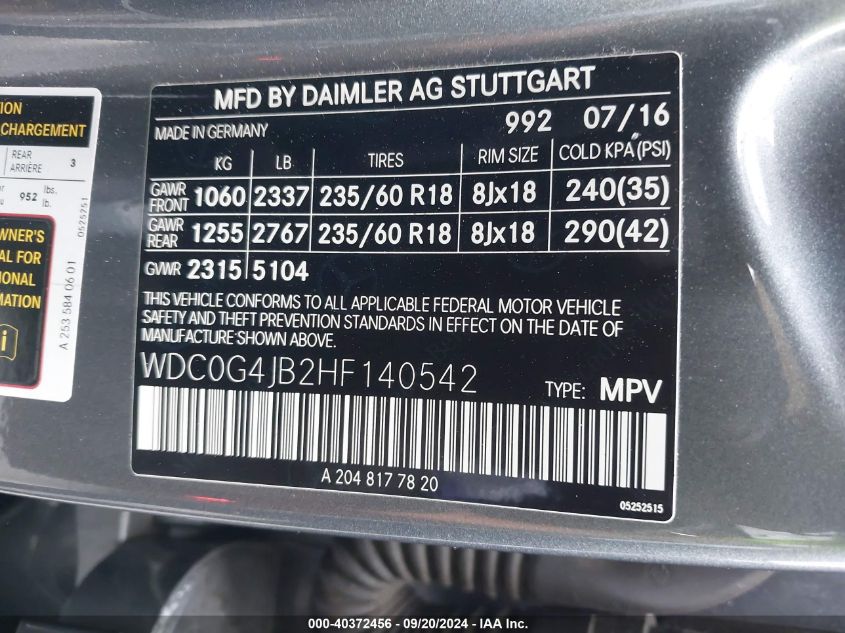 TION
CHARGEMENT
REAR
ARRIÈRE 3
952 lbs.
lb.
0525251
WNER'S
AL FOR
IONAL
MATION
i
A 253 584 06 01
MFD BY DAIMLER AG STUTTGART
MADE IN GERMANY 992 07/16
KG LB TIRES RIM SIZE COLD KPA (PSI)
GAWR FRONT 1060 2337 235/60 R18 8Jx18 240(35)
GAWR REAR 1255 2767 235/60 R18 8Jx18 290(42)
GVWR 2315 5104
THIS VEHICLE CONFORMS TO ALL APPLICABLE FEDERAL MOTOR VEHICLE
SAFETY AND THEFT PREVENTION STANDARDS IN EFFECT ON THE DATE OF
MANUFACTURE SHOWN ABOVE.
WDC0G4JB2HF140542 TYPE: MPV
A 204 817 78 20
05252515
000-40372456 - 09/20/2024 - IAA Inc.